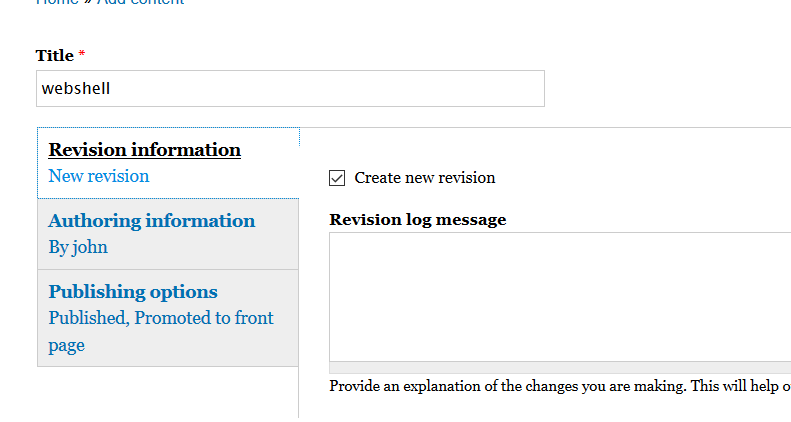 Home » Add content
Title *
webshell
Revision information
New revision
Create new revision
Authoring information
By john
Revision log message
Publishing options
Published, Promoted to front
page
Provide an explanation of the changes you are making. This will help